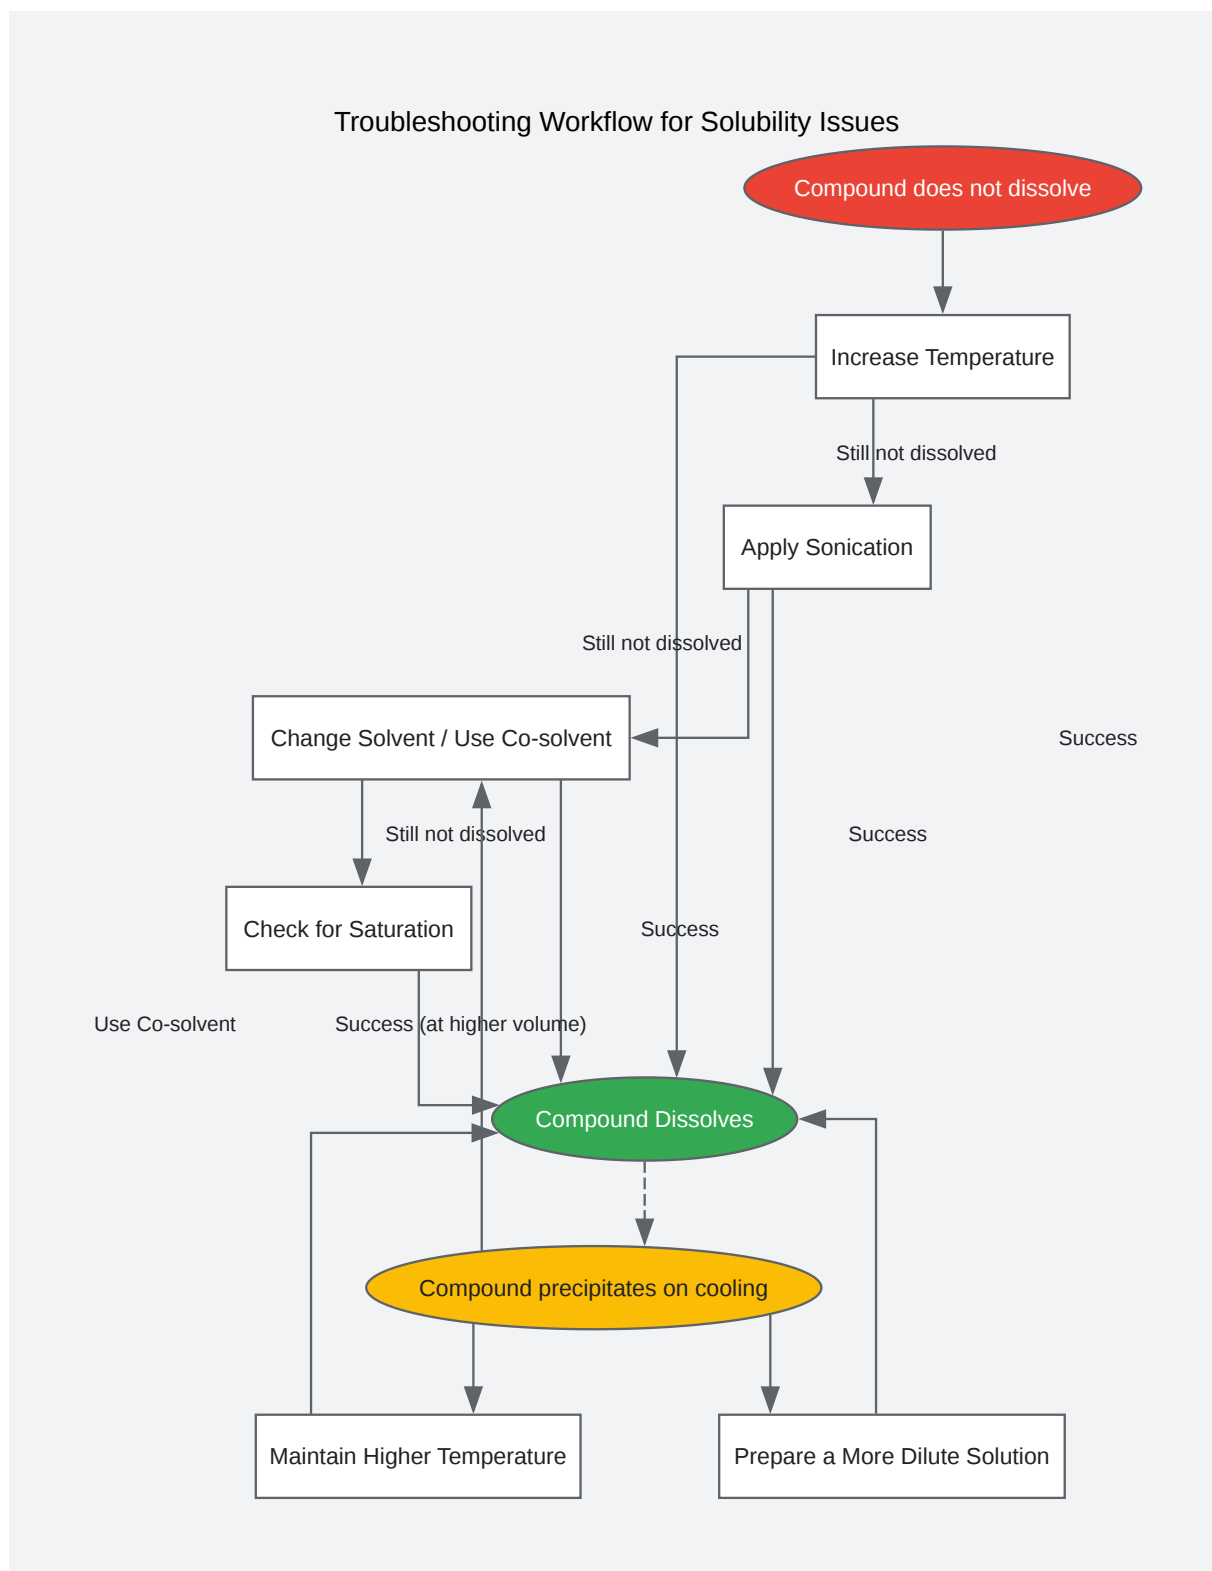 Troubleshooting Workflow for Solubility Issues
Compound does not dissolve
Increase Temperature
Still not dissolved
Apply Sonication
Still not dissolved
Change Solvent / Use Co-solvent
Success
Still not dissolved
Success
Check for Saturation
Success
Use Co-solvent
Success (at higher volume)
Compound Dissolves
Compound precipitates on cooling
Maintain Higher Temperature
Prepare a More Dilute Solution